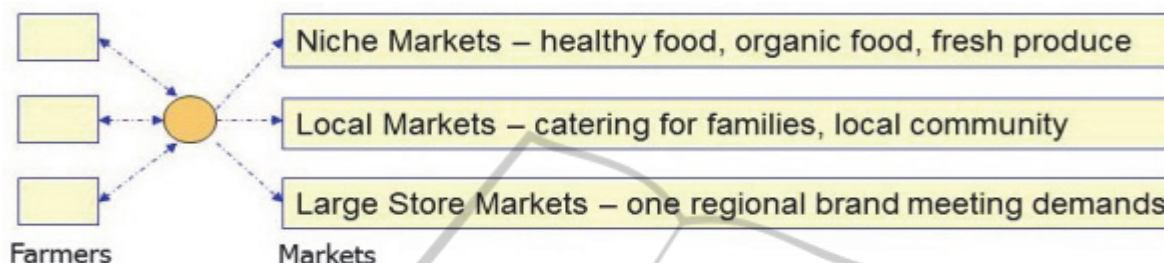 Niche Markets – healthy food, organic food, fresh produce
Local Markets – catering for families, local community
Large Store Markets – one regional brand meeting demands
Farmers
Markets